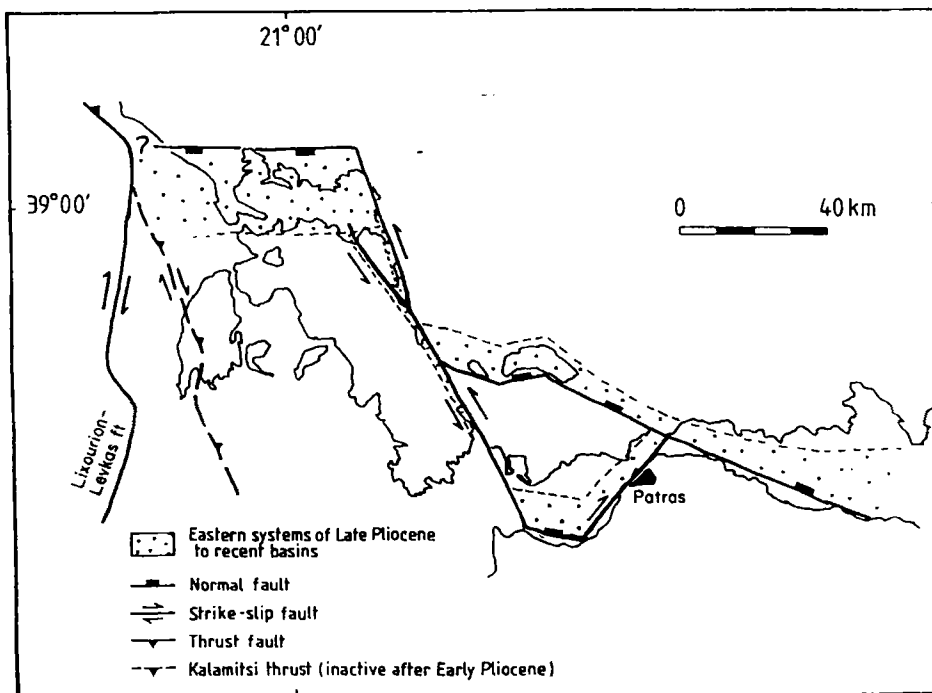 21° 00'
39° 00'
?
0 40 km
Lixourion-
Levkas ft
Patras
Eastern systems of Late Pliocene
to recent basins
Normal fault
Strike-slip fault
Thrust fault
Kalamitsi thrust (inactive after Early Pliocene)